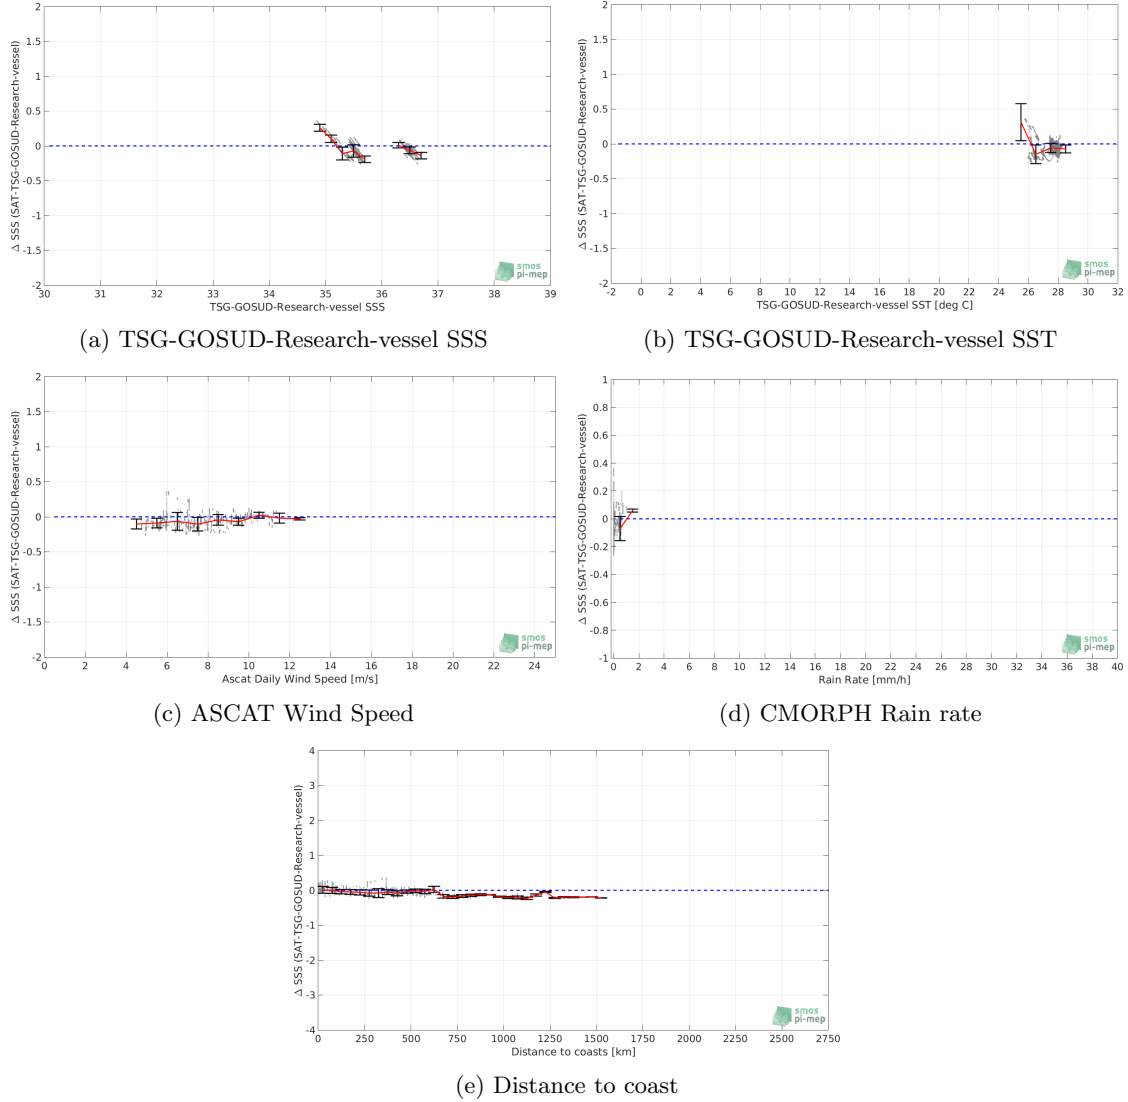 2
1.5
1
0.5
0
-0.5
-1
-1.5
-2
Δ SSS (SAT-TSG-GOSUD-Research-vessel)
30 31 32 33 34 35 36 37 38 39
TSG-GOSUD-Research-vessel SSS
smos
pi-mep
(a) TSG-GOSUD-Research-vessel SSS
2
1.5
1
0.5
0
-0.5
-1
-1.5
-2
Δ SSS (SAT-TSG-GOSUD-Research-vessel)
-2 0 2 4 6 8 10 12 14 16 18 20 22 24 26 28 30 32
TSG-GOSUD-Research-vessel SST [deg C]
smos
pi-mep
(b) TSG-GOSUD-Research-vessel SST
2
1.5
1
0.5
0
-0.5
-1
-1.5
-2
Δ SSS (SAT-TSG-GOSUD-Research-vessel)
0 2 4 6 8 10 12 14 16 18 20 22 24
Ascat Daily Wind Speed [m/s]
smos
pi-mep
(c) ASCAT Wind Speed
1
0.8
0.6
0.4
0.2
0
-0.2
-0.4
-0.6
-0.8
-1
Δ SSS (SAT-TSG-GOSUD-Research-vessel)
0 2 4 6 8 10 12 14 16 18 20 22 24 26 28 30 32 34 36 38 40
Rain Rate [mm/h]
smos
pi-mep
(d) CMORPH Rain rate
4
3
2
1
0
-1
-2
-3
-4
Δ SSS (SAT-TSG-GOSUD-Research-vessel)
0 250 500 750 1000 1250 1500 1750 2000 2250 2500 2750
Distance to coasts [km]
smos
pi-mep
(e) Distance to coast